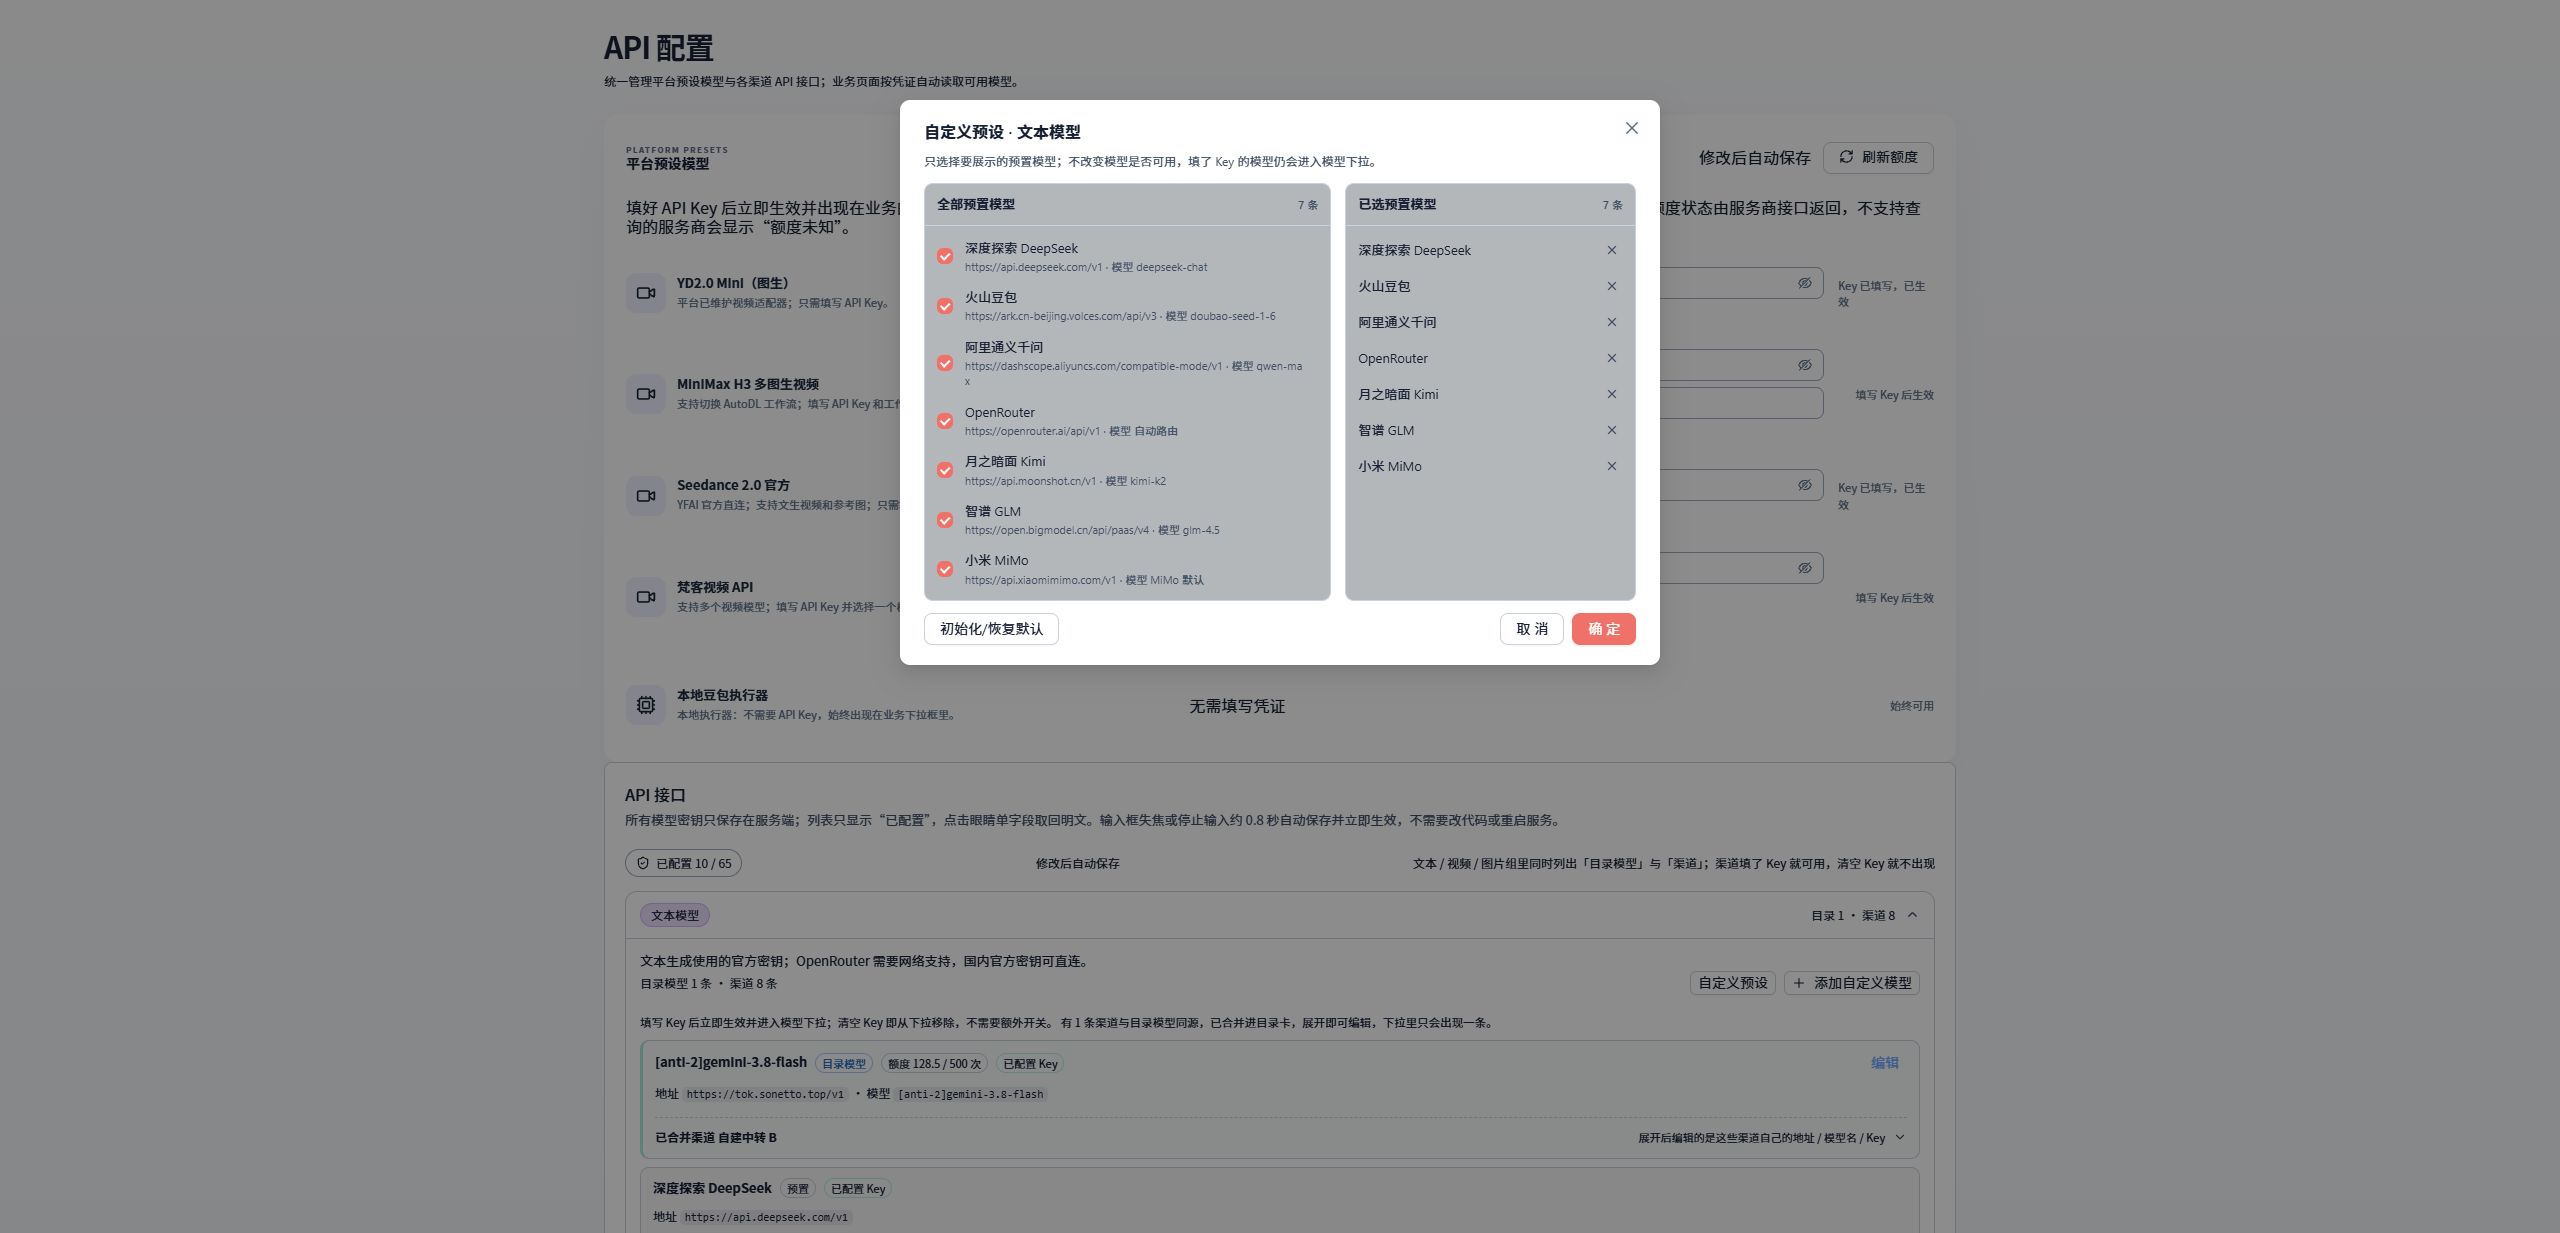 API 配置
统一管理平台预设模型与各渠道 API 接口；业务页面按凭证自动读取可用模型。
PLATFORM PRESETS
平台预设模型
修改后自动保存
刷新额度
填好 API Key 后立即生效并出现在业务
度状态由服务商接口返回，不支持查
询的服务商会显示“额度未知”。
YD2.0 Mini（图生）
平台已维护视频适配器；只需填写 API Key。
Key 已填写，已生
效
MiniMax H3 多图生视频
支持切换 AutoDL 工作流；填写 API Key 和工
填写 Key 后生效
Seedance 2.0 官方
YFAI 官方直连；支持文生视频和参考图；只需
Key 已填写，已生
效
梵客视频 API
支持多个视频模型；填写 API Key 并选择一个
填写 Key 后生效
本地豆包执行器
本地执行器：不需要 API Key，始终出现在业务下拉框里。
无需填写凭证
始终可用
自定义预设 · 文本模型
只选择要展示的预置模型；不改变模型是否可用，填了 Key 的模型仍会进入模型下拉。
全部预置模型
7 条
深度探索 DeepSeek
https://api.deepseek.com/v1 · 模型 deepseek-chat
火山豆包
https://ark.cn-beijing.volces.com/api/v3 · 模型 doubao-seed-1-6
阿里通义千问
https://dashscope.aliyuncs.com/compatible-mode/v1 · 模型 qwen-ma
x
OpenRouter
https://openrouter.ai/api/v1 · 模型 自动路由
月之暗面 Kimi
https://api.moonshot.cn/v1 · 模型 kimi-k2
智谱 GLM
https://open.bigmodel.cn/api/paas/v4 · 模型 glm-4.5
小米 MiMo
https://api.xiaomimimo.com/v1 · 模型 MiMo 默认
已选预置模型
7 条
深度探索 DeepSeek
火山豆包
阿里通义千问
OpenRouter
月之暗面 Kimi
智谱 GLM
小米 MiMo
初始化/恢复默认
取 消
确 定
API 接口
所有模型密钥只保存在服务端；列表只显示“已配置”，点击眼睛单字段取回明文。输入框失焦或停止输入约 0.8 秒自动保存并立即生效，不需要改代码或重启服务。
已配置 10 / 65
修改后自动保存
文本 / 视频 / 图片组里同时列出「目录模型」与「渠道」；渠道填了 Key 就可用，清空 Key 就不出现
文本模型
目录 1 · 渠道 8
文本生成使用的官方密钥；OpenRouter 需要网络支持，国内官方密钥可直连。
目录模型 1 条 · 渠道 8 条
自定义预设
添加自定义模型
填写 Key 后立即生效并进入模型下拉；清空 Key 即从下拉移除，不需要额外开关。 有 1 条渠道与目录模型同源，已合并进目录卡，展开即可编辑，下拉里只会出现一条。
[anti-2]gemini-3.8-flash
目录模型
额度 128.5 / 500 次
已配置 Key
编辑
地址 https://tok.sonetto.top/v1 · 模型 [anti-2]gemini-3.8-flash
已合并渠道 自建中转 B
展开后编辑的是这些渠道自己的地址 / 模型名 / Key
深度探索 DeepSeek
预置
已配置 Key
地址 https://api.deepseek.com/v1